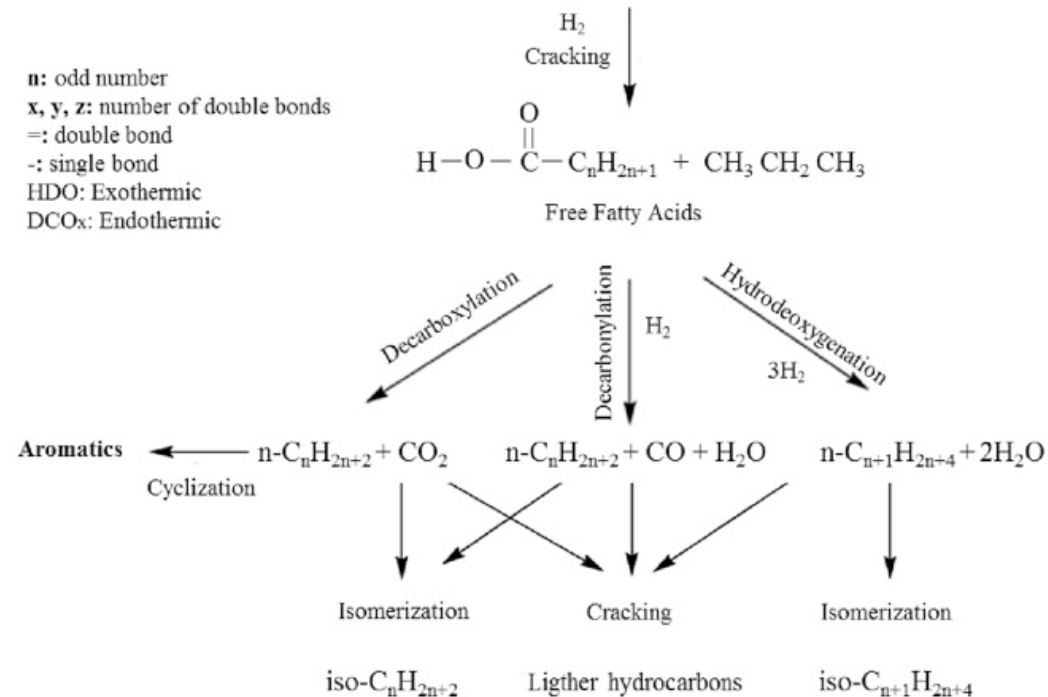 H₂
Cracking
n: odd number
x, y, z: number of double bonds
=: double bond
-: single bond
HDO: Exothermic
DCOx: Endothermic
O
||
H−O−C−CₙH₂ₙ₊₁ + CH₃ CH₂ CH₃
Free Fatty Acids
Decarboxylation
Decarbonylation
H₂
Hydrodeoxygenation
3H₂
Aromatics
Cyclization
n-CₙH₂ₙ₊₂ + CO₂
n-CₙH₂ₙ₊₂ + CO + H₂O
n-Cₙ₊₁H₂ₙ₊₄ + 2H₂O
Isomerization
Cracking
Isomerization
iso-CₙH₂ₙ₊₂
Ligther hydrocarbons
iso-Cₙ₊₁H₂ₙ₊₄